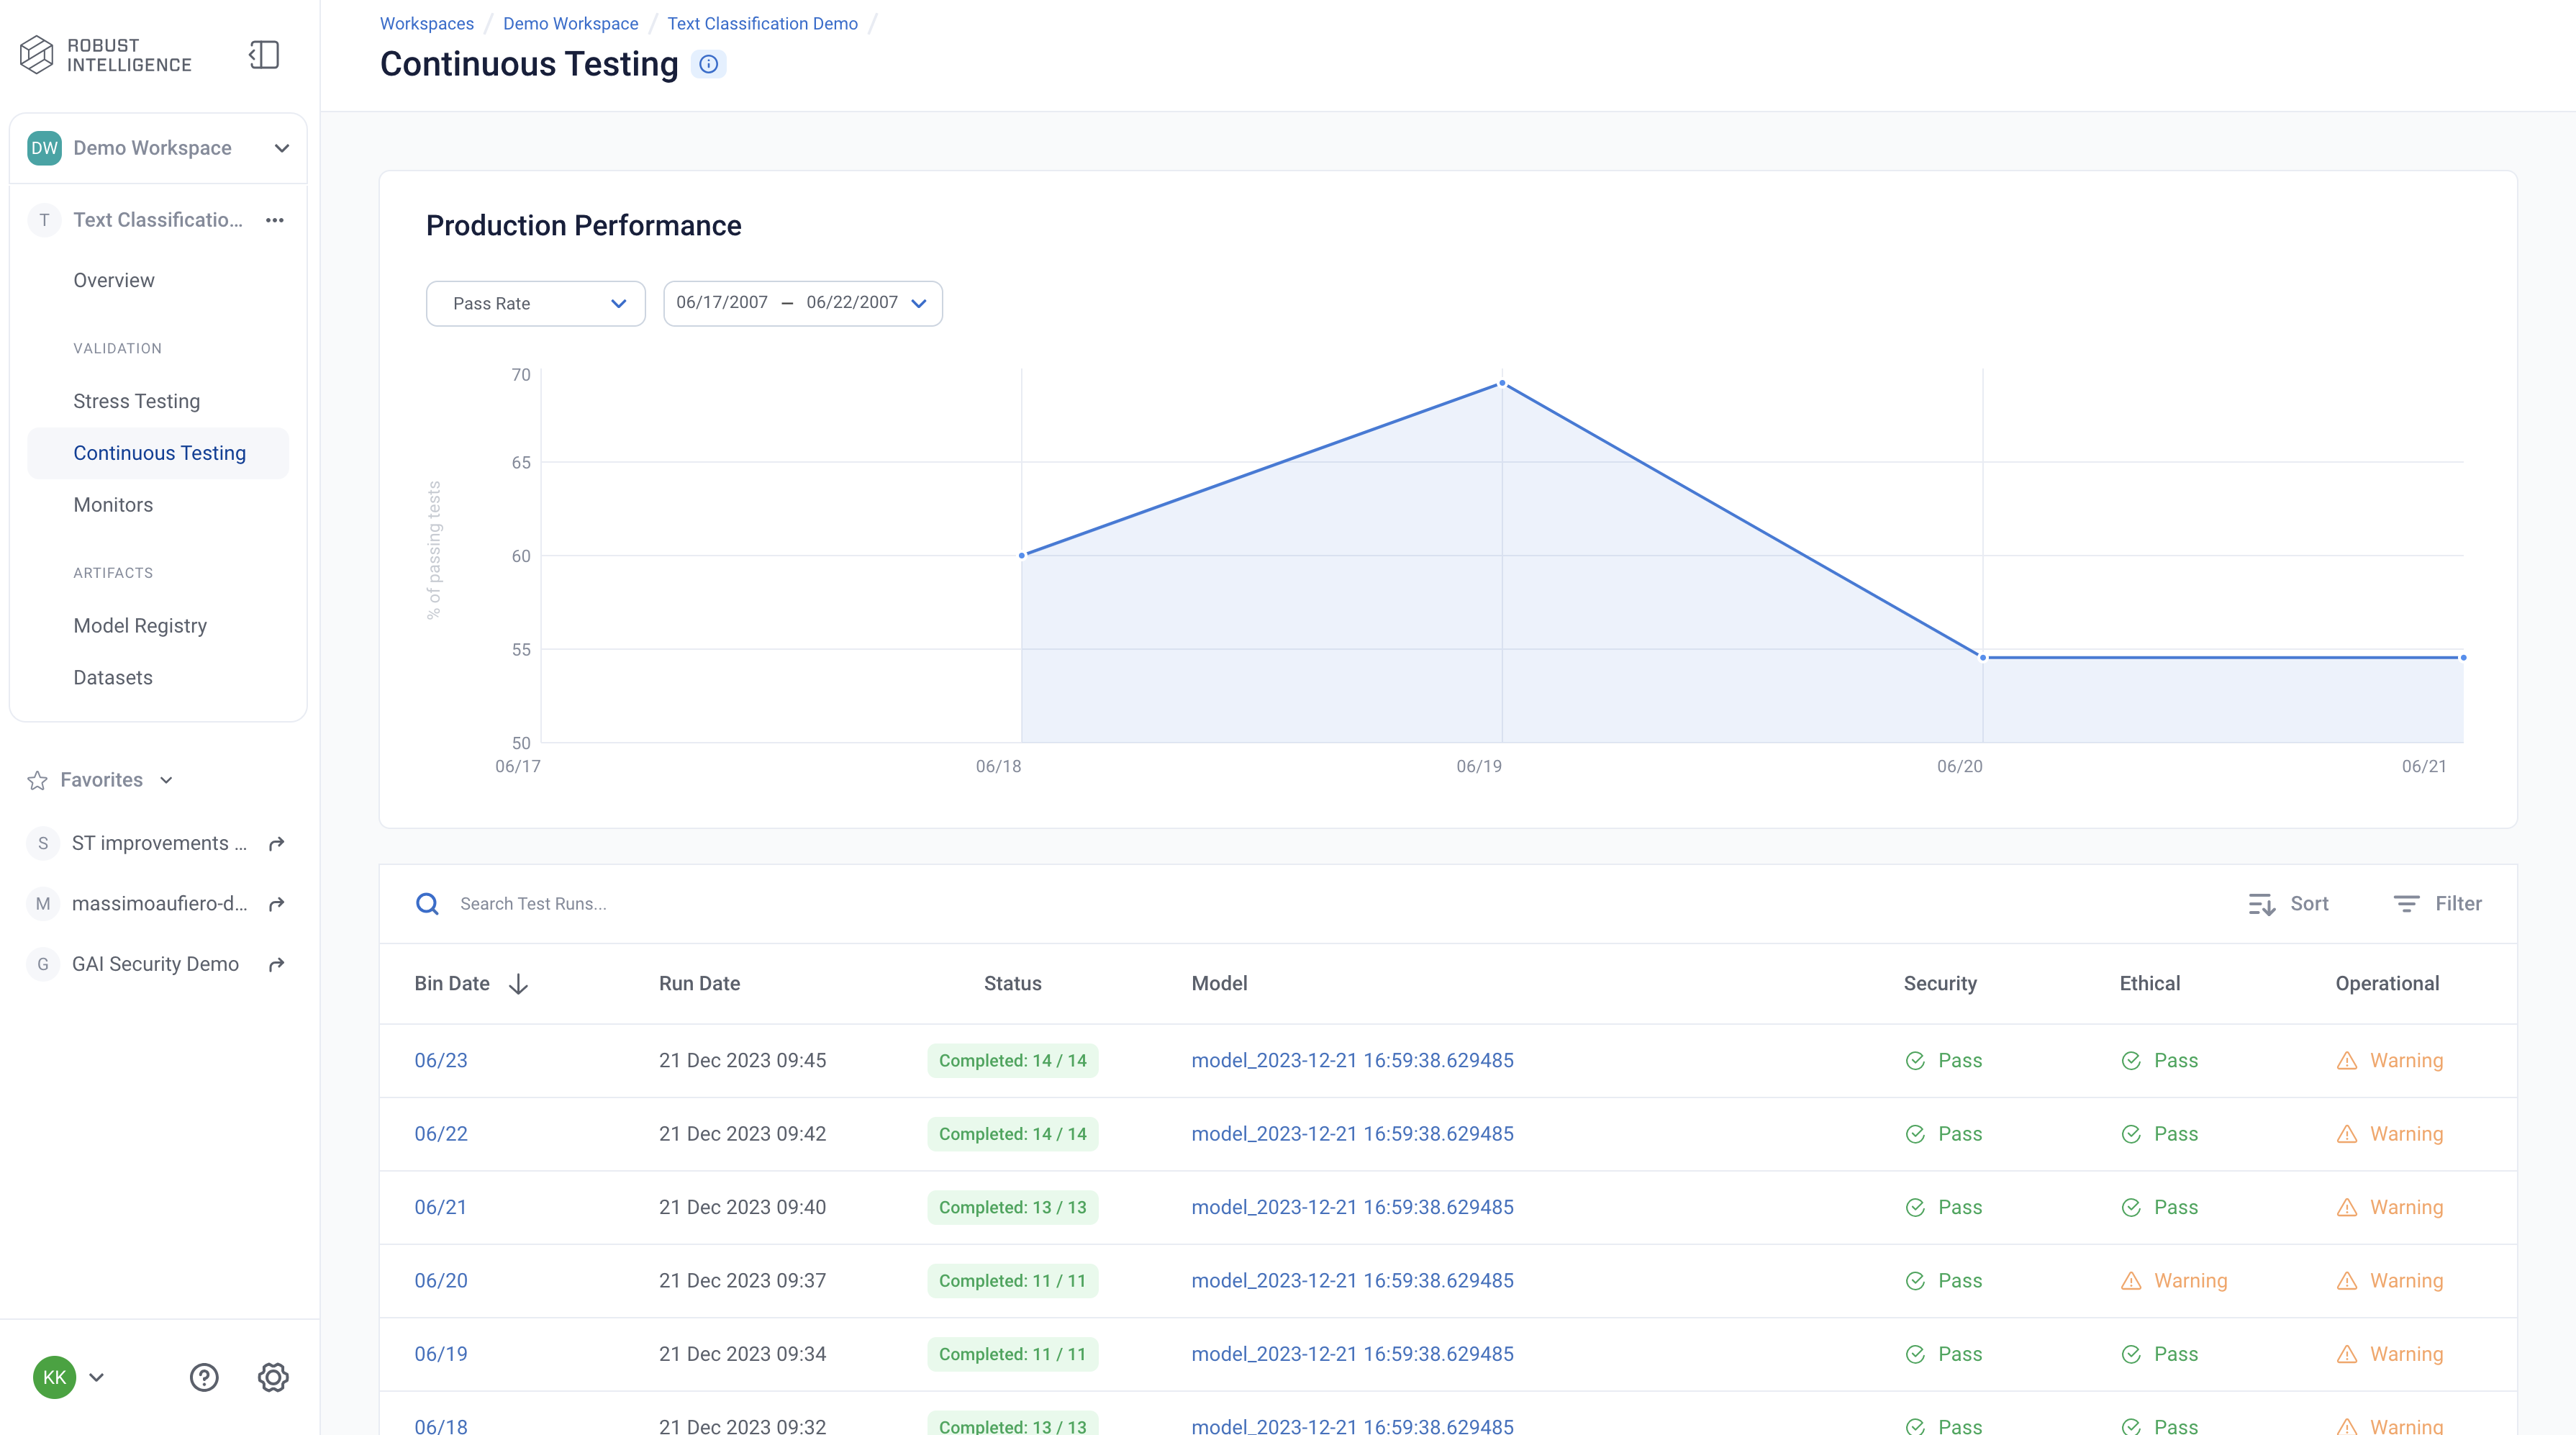 ROBUST
INTELLIGENCE
DW Demo Workspace
T Text Classificatio... •••
Overview
VALIDATION
Stress Testing
Continuous Testing
Monitors
ARTIFACTS
Model Registry
Datasets
Favorites
S ST improvements ...
M massimoaufiero-d...
G GAI Security Demo
KK
Workspaces / Demo Workspace / Text Classification Demo /
Continuous Testing
Production Performance
Pass Rate 06/17/2007 – 06/22/2007
% of passing tests
70
65
60
55
50
06/17 06/18 06/19 06/20 06/21
Search Test Runs... Sort Filter
Bin Date Run Date Status Model Security Ethical Operational
06/23 21 Dec 2023 09:45 Completed: 14 / 14 model_2023-12-21 16:59:38.629485 Pass Pass Warning
06/22 21 Dec 2023 09:42 Completed: 14 / 14 model_2023-12-21 16:59:38.629485 Pass Pass Warning
06/21 21 Dec 2023 09:40 Completed: 13 / 13 model_2023-12-21 16:59:38.629485 Pass Pass Warning
06/20 21 Dec 2023 09:37 Completed: 11 / 11 model_2023-12-21 16:59:38.629485 Pass Warning Warning
06/19 21 Dec 2023 09:34 Completed: 11 / 11 model_2023-12-21 16:59:38.629485 Pass Pass Warning
06/18 21 Dec 2023 09:32 Completed: 13 / 13 model_2023-12-21 16:59:38.629485 Pass Pass Warning